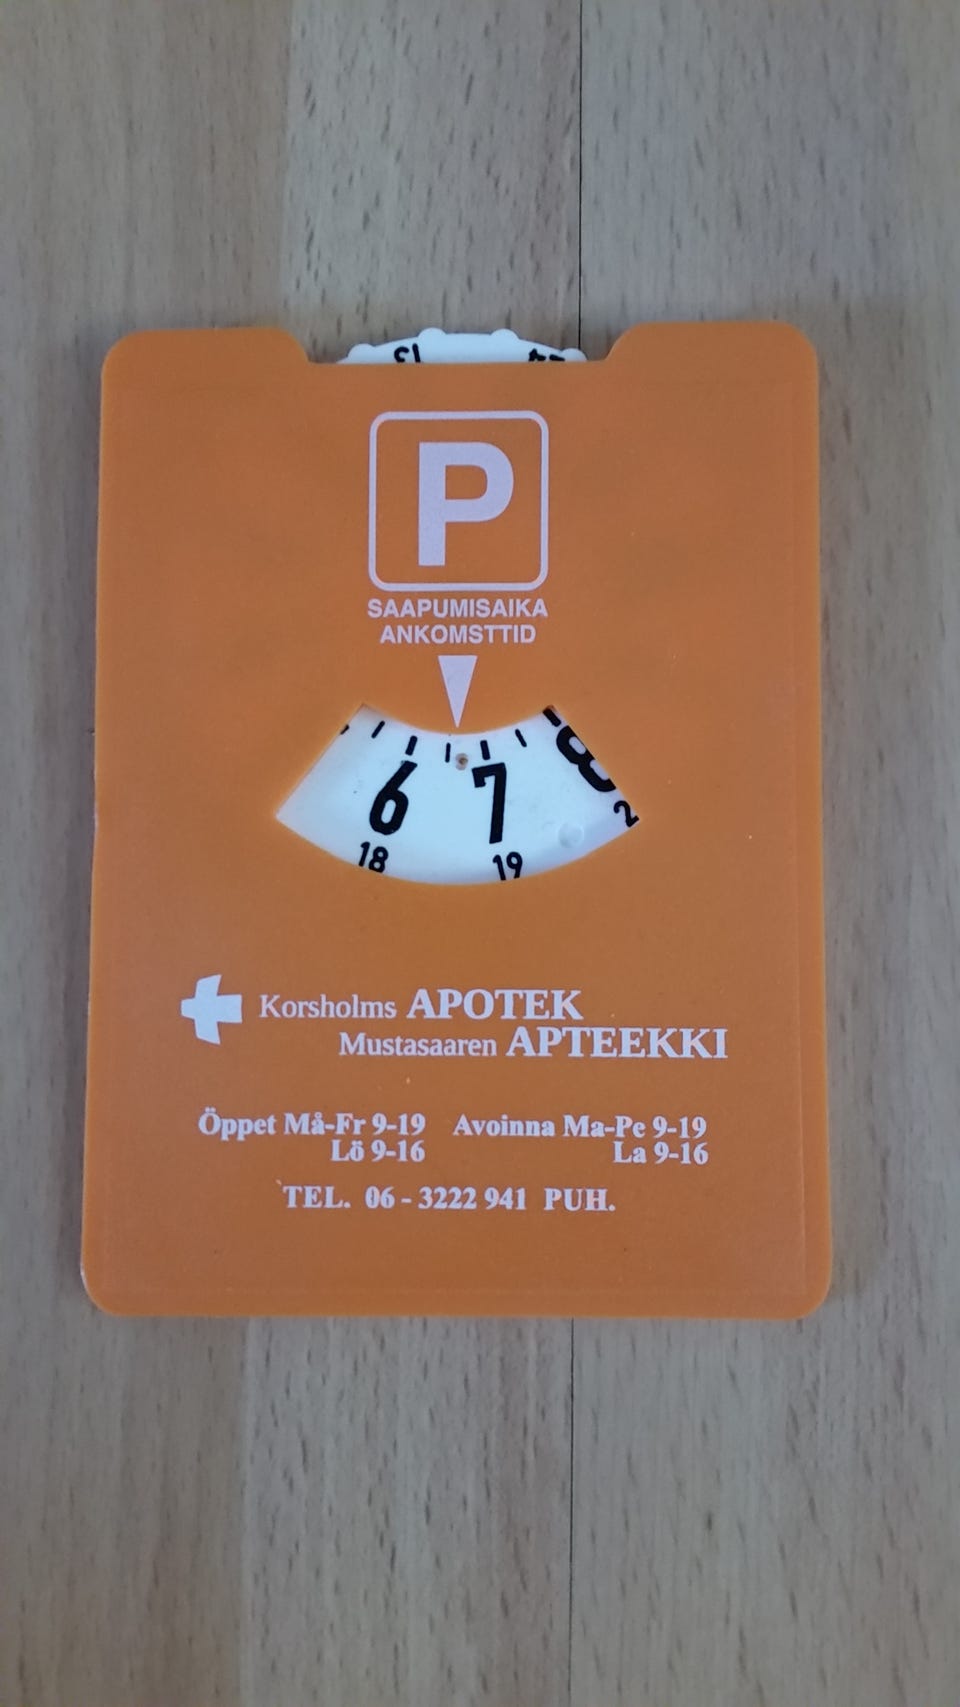 P
SAAPUMISAIKA
ANKOMSTTID
6 7 8
18 19 2
Korsholms APOTEK
Mustasaaren APTEEKKI
Öppet Må-Fr 9-19 Avoinna Ma-Pe 9-19
Lö 9-16 La 9-16
TEL. 06 - 3222 941 PUH.